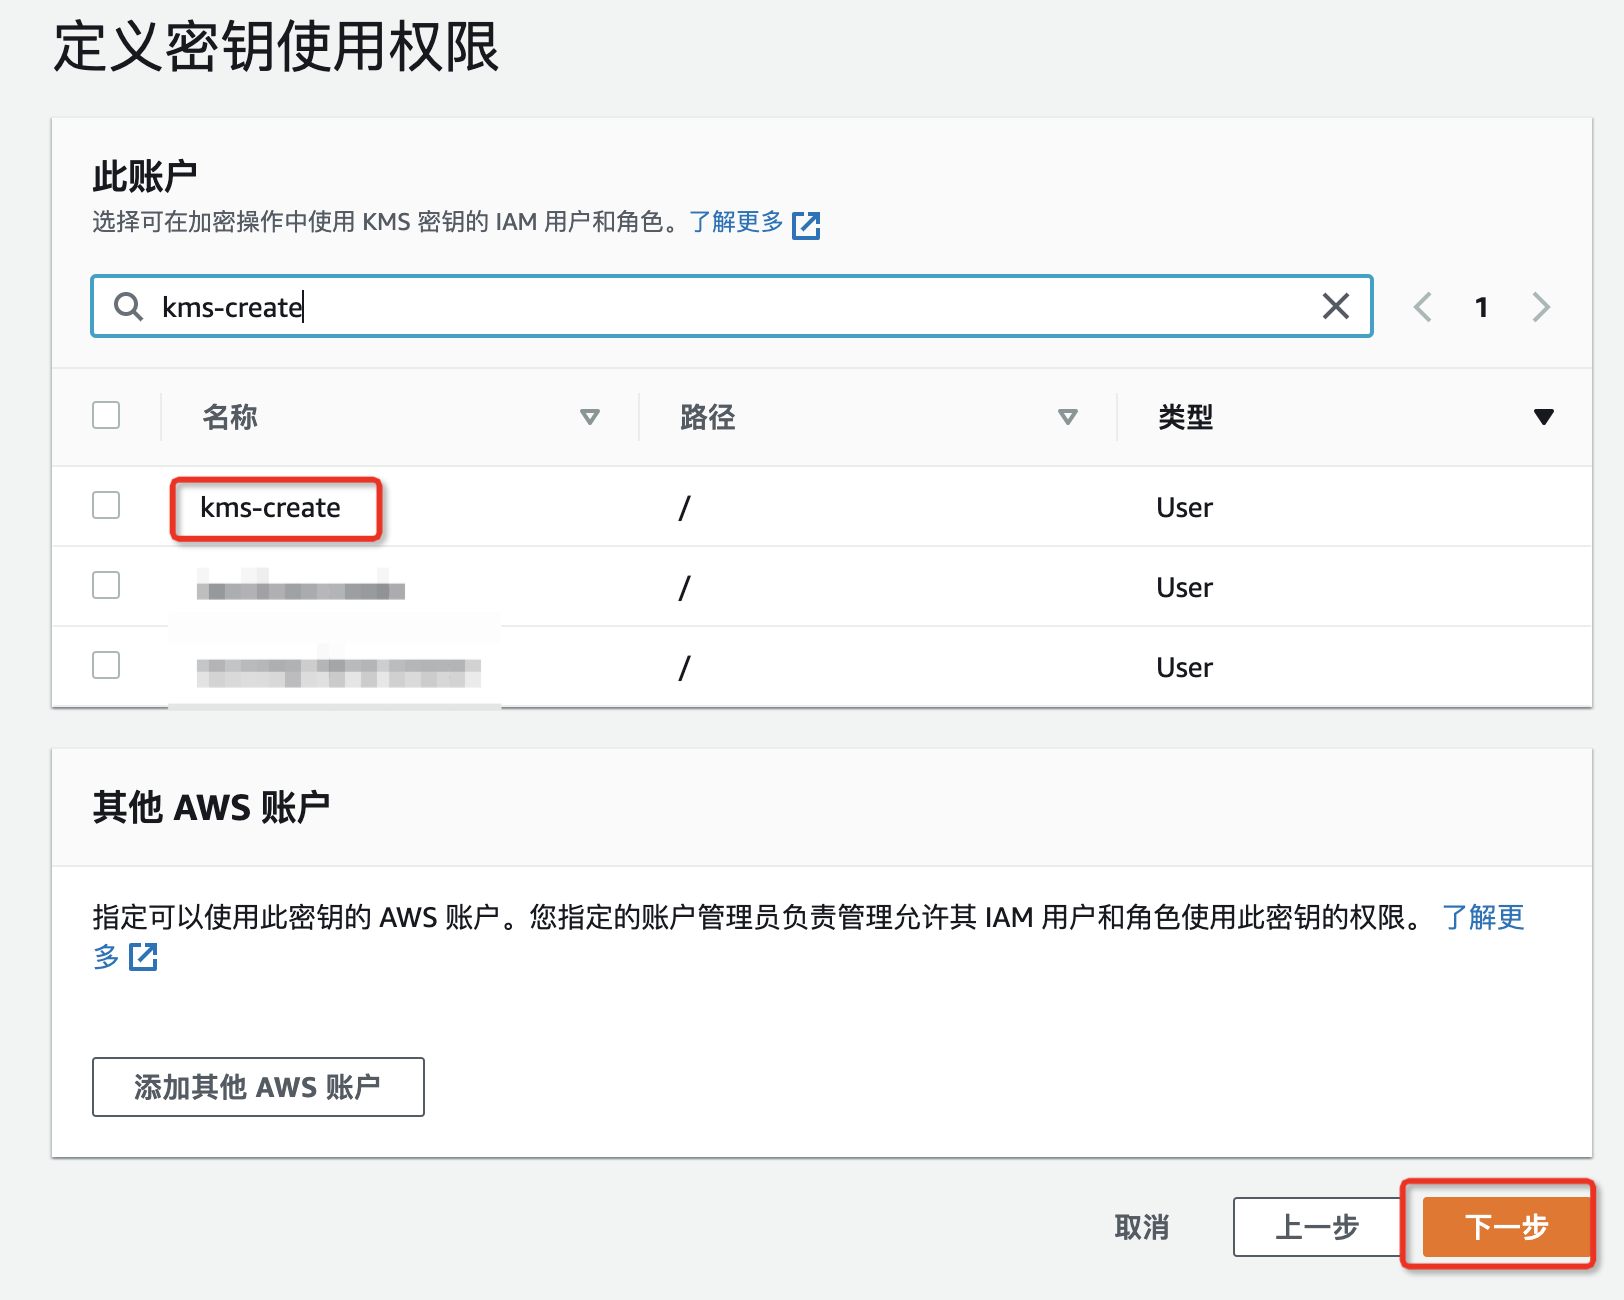 定义密钥使用权限
此账户
选择可在加密操作中使用 KMS 密钥的 IAM 用户和角色。了解更多
kms-create
1
名称 路径 类型
kms-create / User
/ User
/ User
其他 AWS 账户
指定可以使用此密钥的 AWS 账户。您指定的账户管理员负责管理允许其 IAM 用户和角色使用此密钥的权限。 了解更
多
添加其他 AWS 账户
取消 上一步 下一步